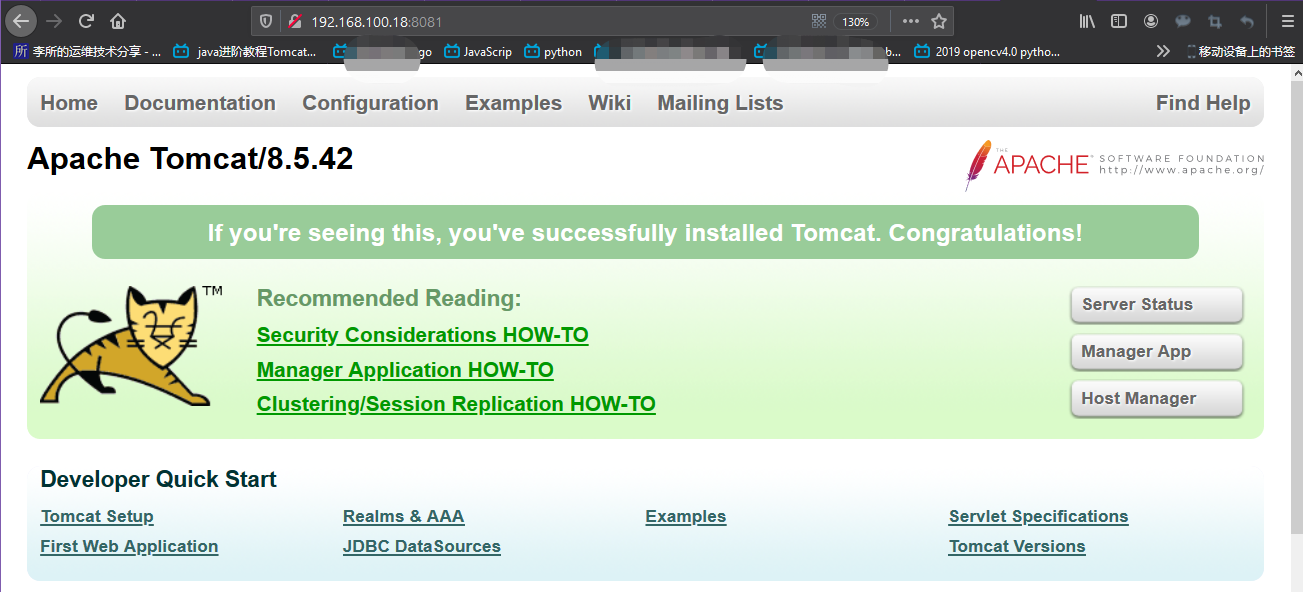 192.168.100.18:8081
130%
所 李所的运维技术分享 - ... java进阶教程Tomcat... go JavaScrip python b... 2019 opencv4.0 pytho... 移动设备上的书签
Home Documentation Configuration Examples Wiki Mailing Lists Find Help
Apache Tomcat/8.5.42
THE APACHE® SOFTWARE FOUNDATION
http://www.apache.org/
If you're seeing this, you've successfully installed Tomcat. Congratulations!
TM
Recommended Reading:
Security Considerations HOW-TO
Manager Application HOW-TO
Clustering/Session Replication HOW-TO
Server Status
Manager App
Host Manager
Developer Quick Start
Tomcat Setup Realms & AAA Examples Servlet Specifications
First Web Application JDBC DataSources Tomcat Versions